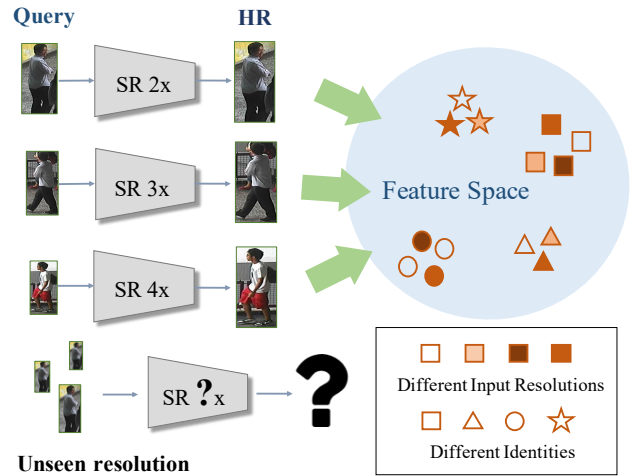 Query
HR
SR 2x
SR 3x
Feature Space
SR 4x
SR ?x
?
Different Input Resolutions
Different Identities
Unseen resolution